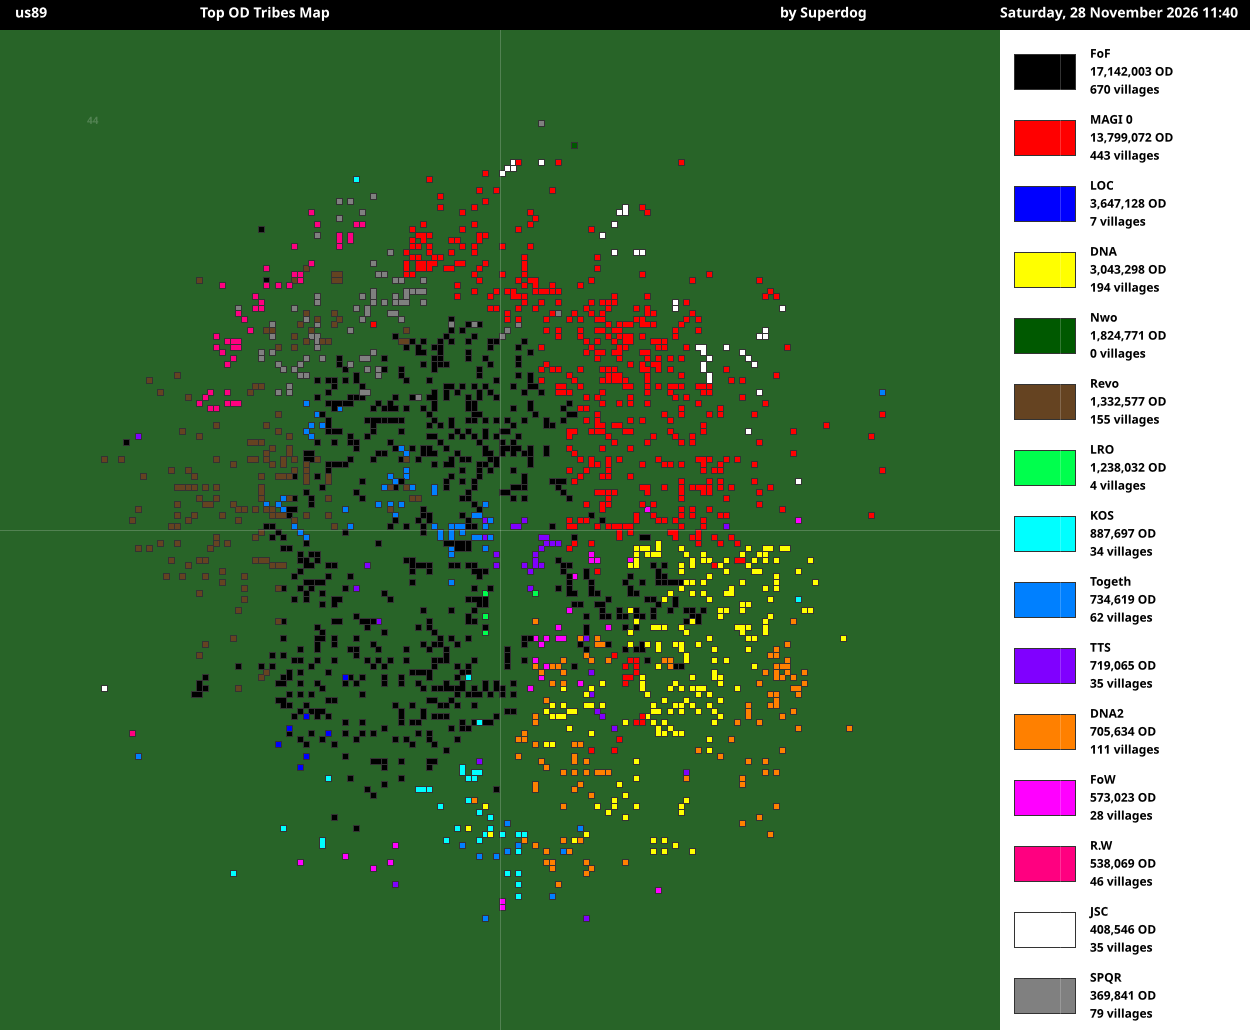 us89 Top OD Tribes Map by Superdog Saturday, 28 November 2026 11:40
44
FoF
17,142,003 OD
670 villages
MAGI 0
13,799,072 OD
443 villages
LOC
3,647,128 OD
7 villages
DNA
3,043,298 OD
194 villages
Nwo
1,824,771 OD
0 villages
Revo
1,332,577 OD
155 villages
LRO
1,238,032 OD
4 villages
KOS
887,697 OD
34 villages
Togeth
734,619 OD
62 villages
TTS
719,065 OD
35 villages
DNA2
705,634 OD
111 villages
FoW
573,023 OD
28 villages
R.W
538,069 OD
46 villages
JSC
408,546 OD
35 villages
SPQR
369,841 OD
79 villages